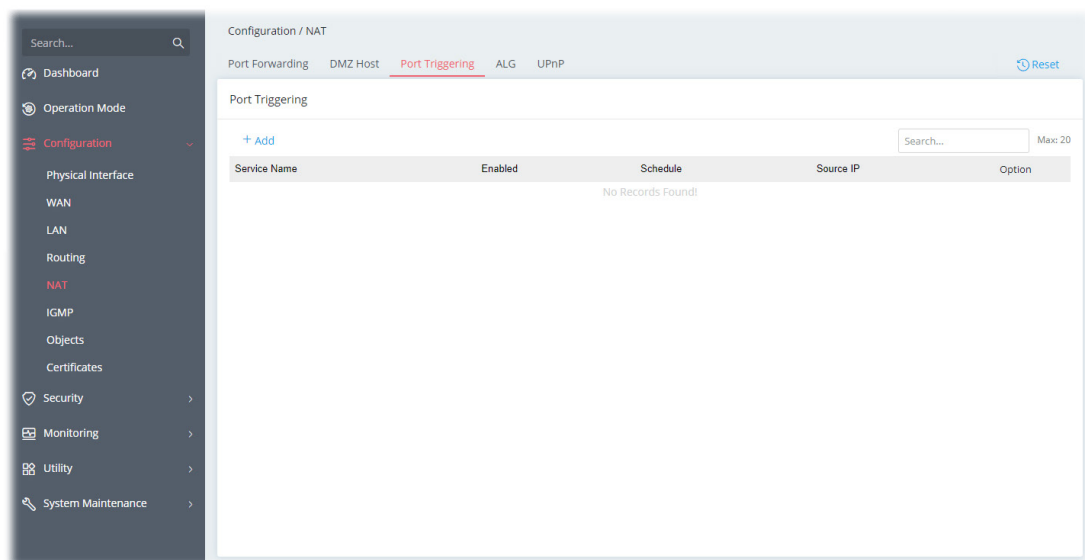 Search...
Dashboard
Operation Mode
Configuration
Physical Interface
WAN
LAN
Routing
NAT
IGMP
Objects
Certificates
Security
Monitoring
Utility
System Maintenance
Configuration / NAT
Port Forwarding DMZ Host Port Triggering ALG UPnP Reset
Port Triggering
+ Add Search... Max: 20
Service Name Enabled Schedule Source IP Option
No Records Found!